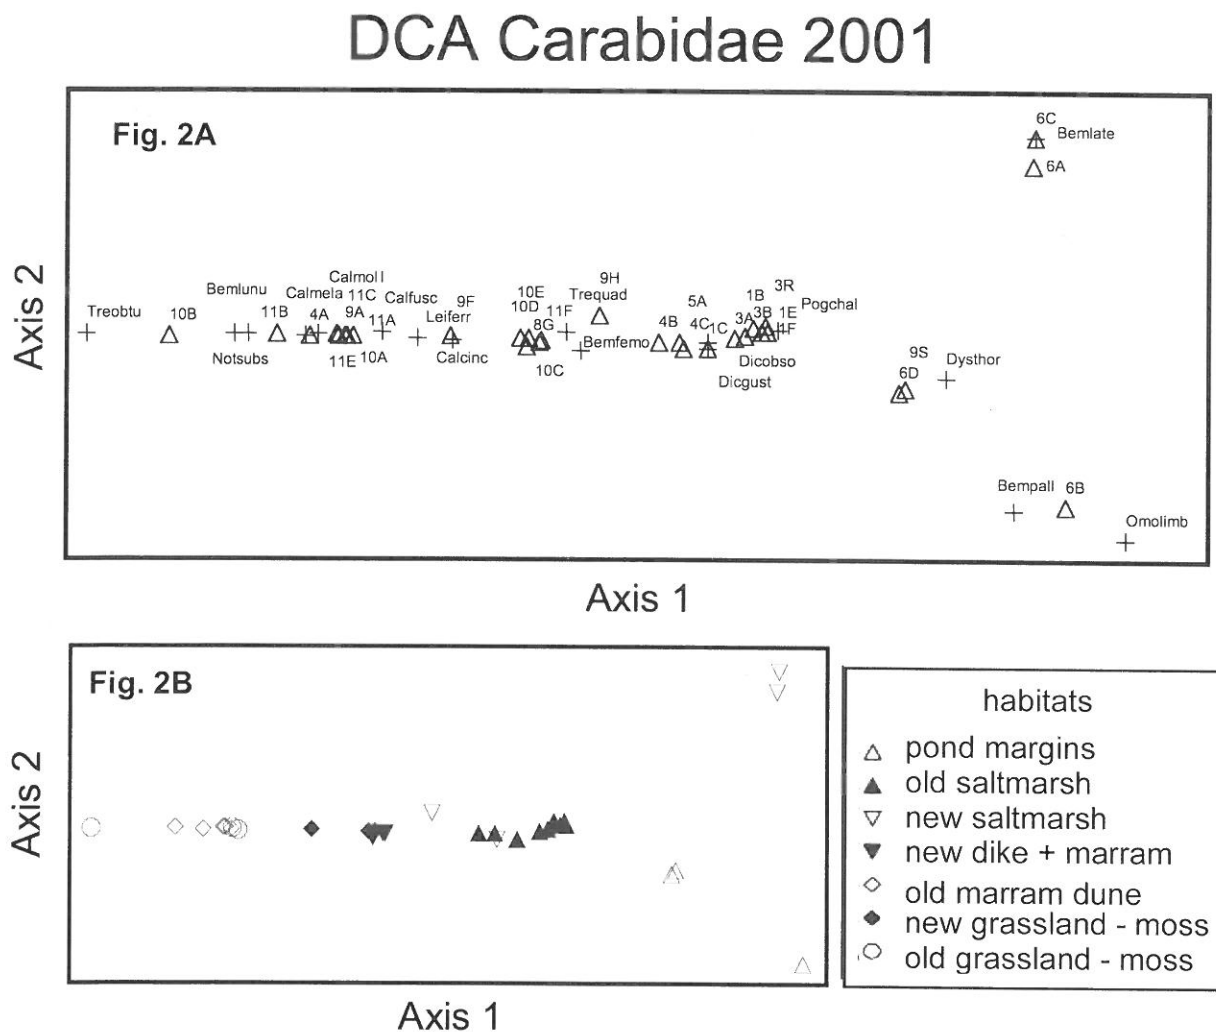 DCA Carabidae 2001
Fig. 2A
6C
Bemlate
6A
Axis 2
Treobtu
10B
Bemlunu
Notsubs
11B
Calmela
4A
Calmoll
11C
9A
11E
10A
11A
Calfusc
Leiferr
9F
Calcinc
10E
10D
8G
10C
11F
Trequad
9H
Bemfemo
4B
5A
4C
1C
Dicgust
3A
1B
3B
Dicobso
3R
1E
1F
Pogchal
9S
6D
Dysthor
Bempall
6B
Omolimb
Axis 1
Fig. 2B
Axis 2
Axis 1
habitats
pond margins
old saltmarsh
new saltmarsh
new dike + marram
old marram dune
new grassland - moss
old grassland - moss